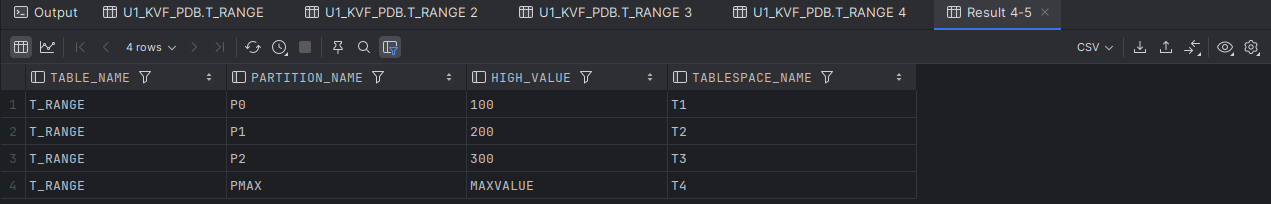 Output U1_KVF_PDB.T_RANGE U1_KVF_PDB.T_RANGE 2 U1_KVF_PDB.T_RANGE 3 U1_KVF_PDB.T_RANGE 4 Result 4-5
4 rows CSV
TABLE_NAME PARTITION_NAME HIGH_VALUE TABLESPACE_NAME
1 T_RANGE P0 100 T1
2 T_RANGE P1 200 T2
3 T_RANGE P2 300 T3
4 T_RANGE PMAX MAXVALUE T4